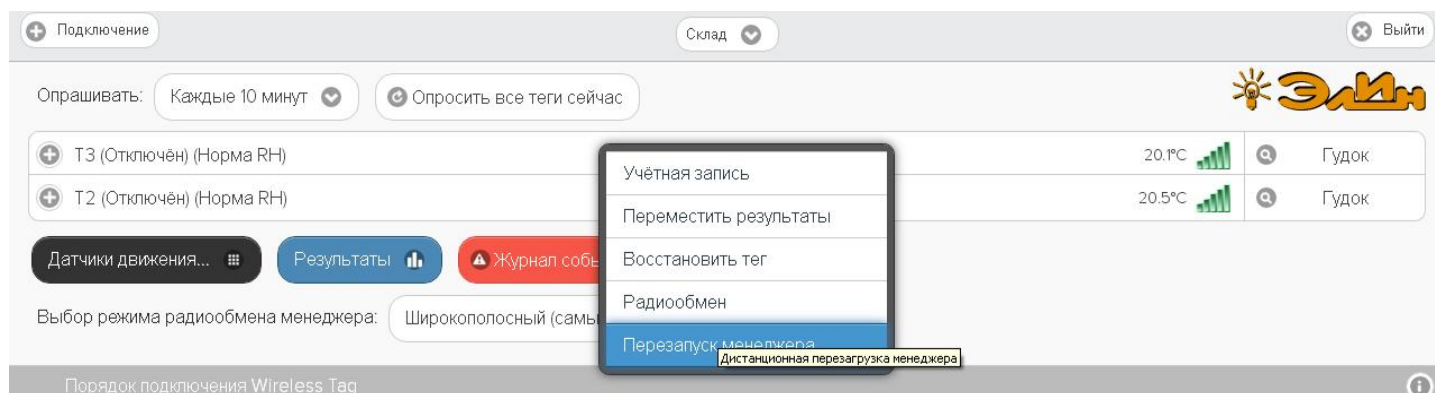 Подключение
Склад
Выйти
Опрашивать:
Каждые 10 минут
Опросить все теги сейчас
ЭлИн
Т3 (Отключён) (Норма RH)
20.1°C
Гудок
Т2 (Отключён) (Норма RH)
20.5°C
Гудок
Учётная запись
Переместить результаты
Восстановить тег
Радиообмен
Перезапуск менеджера
Дистанционная перезагрузка менеджера
Датчики движения...
Результаты
Журнал собы
Выбор режима радиообмена менеджера:
Широкополосный (самы
Порядок подключения Wireless Tag